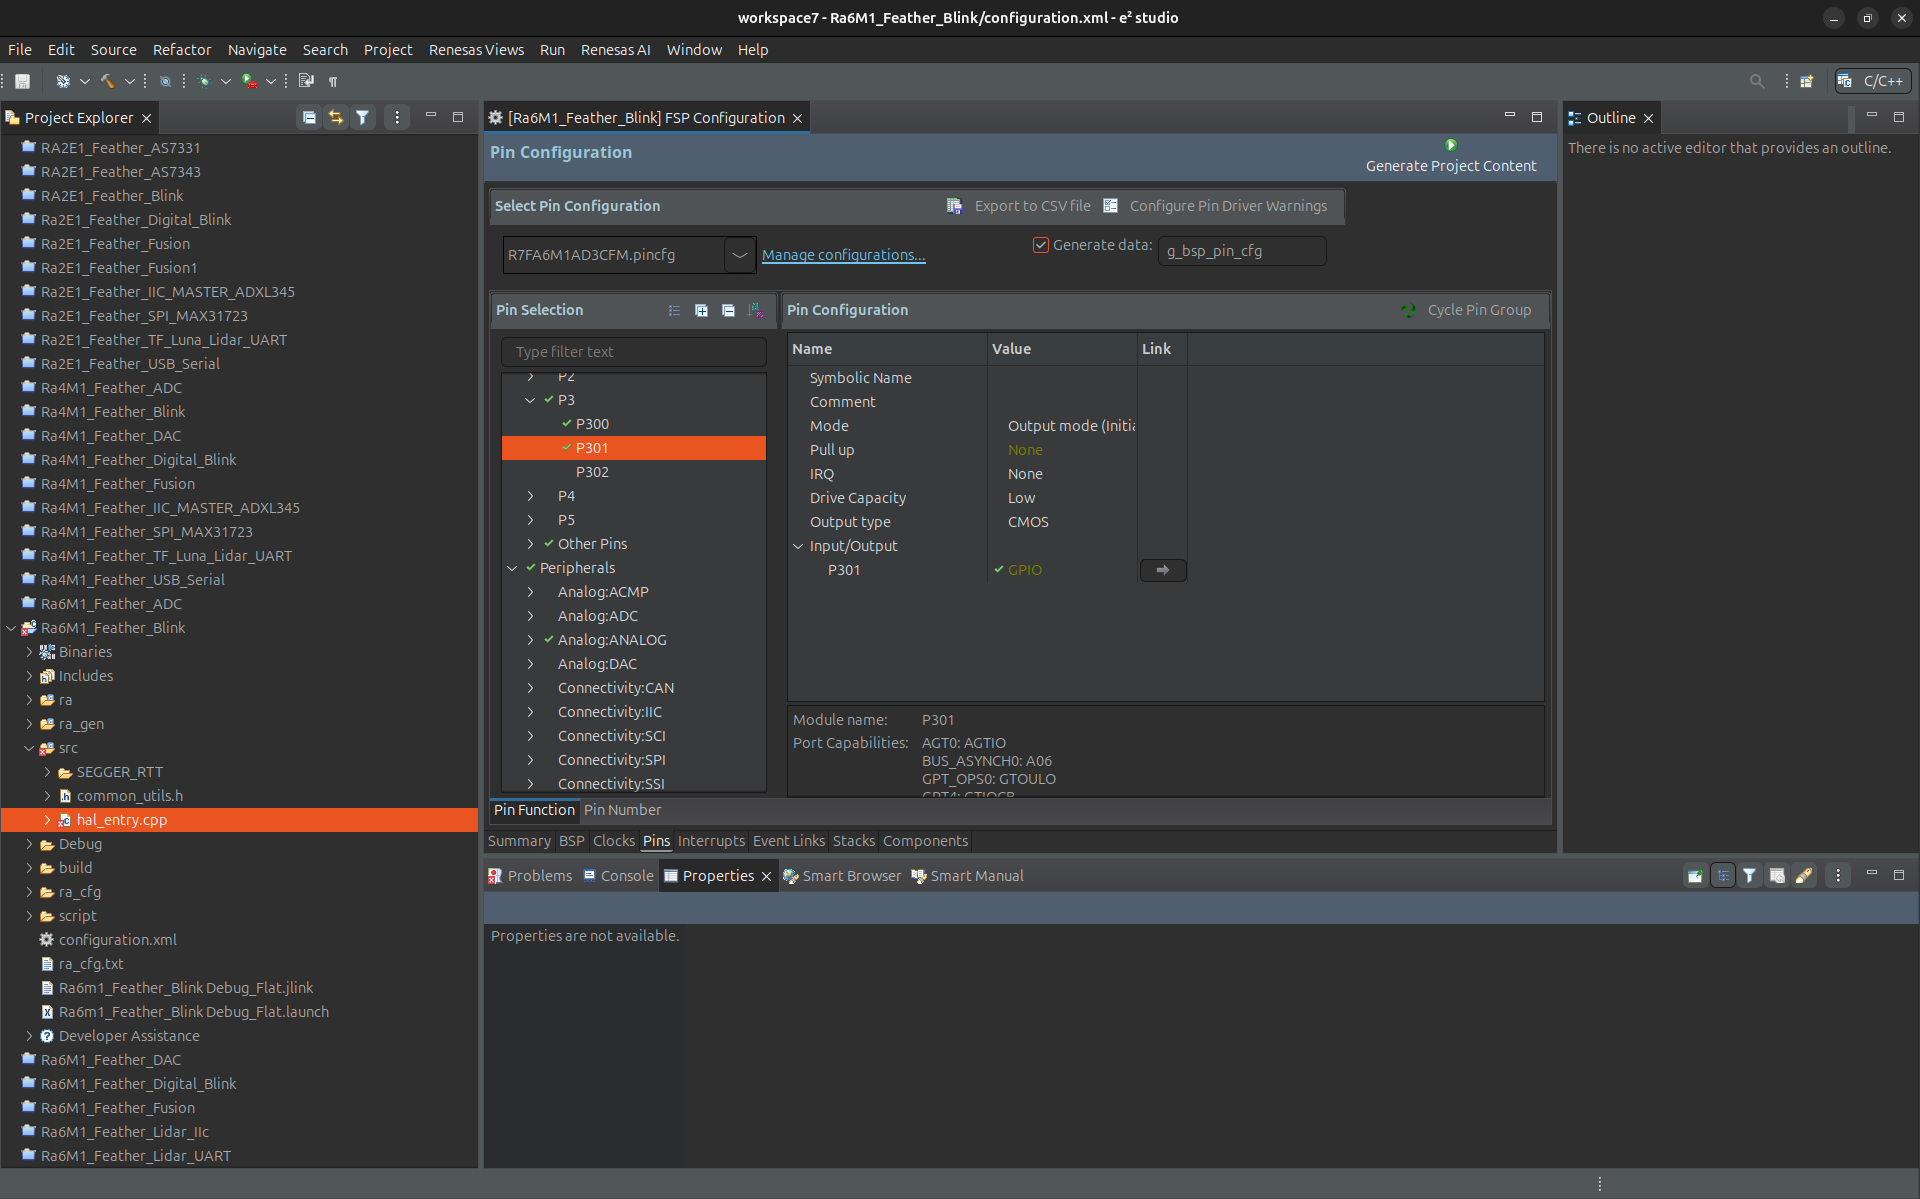 workspace7 - Ra6M1_Feather_Blink/configuration.xml - e² studio
File Edit Source Refactor Navigate Search Project Renesas Views Run Renesas AI Window Help
C/C++
Project Explorer
RA2E1_Feather_AS7331
RA2E1_Feather_AS7343
RA2E1_Feather_Blink
Ra2E1_Feather_Digital_Blink
Ra2E1_Feather_Fusion
Ra2E1_Feather_Fusion1
Ra2E1_Feather_IIC_MASTER_ADXL345
Ra2E1_Feather_SPI_MAX31723
Ra2E1_Feather_TF_Luna_Lidar_UART
Ra2E1_Feather_USB_Serial
Ra4M1_Feather_ADC
Ra4M1_Feather_Blink
Ra4M1_Feather_DAC
Ra4M1_Feather_Digital_Blink
Ra4M1_Feather_Fusion
Ra4M1_Feather_IIC_MASTER_ADXL345
Ra4M1_Feather_SPI_MAX31723
Ra4M1_Feather_TF_Luna_Lidar_UART
Ra4M1_Feather_USB_Serial
Ra6M1_Feather_ADC
Ra6M1_Feather_Blink
Binaries
Includes
ra
ra_gen
src
SEGGER_RTT
common_utils.h
hal_entry.cpp
Debug
build
ra_cfg
script
configuration.xml
ra_cfg.txt
Ra6m1_Feather_Blink Debug_Flat.jlink
Ra6m1_Feather_Blink Debug_Flat.launch
Developer Assistance
Ra6M1_Feather_DAC
Ra6M1_Feather_Digital_Blink
Ra6M1_Feather_Fusion
Ra6M1_Feather_Lidar_IIc
Ra6M1_Feather_Lidar_UART
[Ra6M1_Feather_Blink] FSP Configuration
Pin Configuration
Generate Project Content
Select Pin Configuration
Export to CSV file Configure Pin Driver Warnings
R7FA6M1AD3CFM.pincfg
Manage configurations...
Generate data: g_bsp_pin_cfg
Pin Selection
Type filter text
P2
P3
P300
P301
P302
P4
P5
Other Pins
Peripherals
Analog:ACMP
Analog:ADC
Analog:ANALOG
Analog:DAC
Connectivity:CAN
Connectivity:IIC
Connectivity:SCI
Connectivity:SPI
Connectivity:SSI
Pin Configuration Cycle Pin Group
Name Value Link
Symbolic Name
Comment
Mode Output mode (Initia
Pull up None
IRQ None
Drive Capacity Low
Output type CMOS
Input/Output
P301 GPIO
Module name: P301
Port Capabilities: AGT0: AGTIO
BUS_ASYNCH0: A06
GPT_OPS0: GTOULO
GPT4: GTIOCB
Pin Function Pin Number
Summary BSP Clocks Pins Interrupts Event Links Stacks Components
Problems Console Properties Smart Browser Smart Manual
Properties are not available.
Outline
There is no active editor that provides an outline.